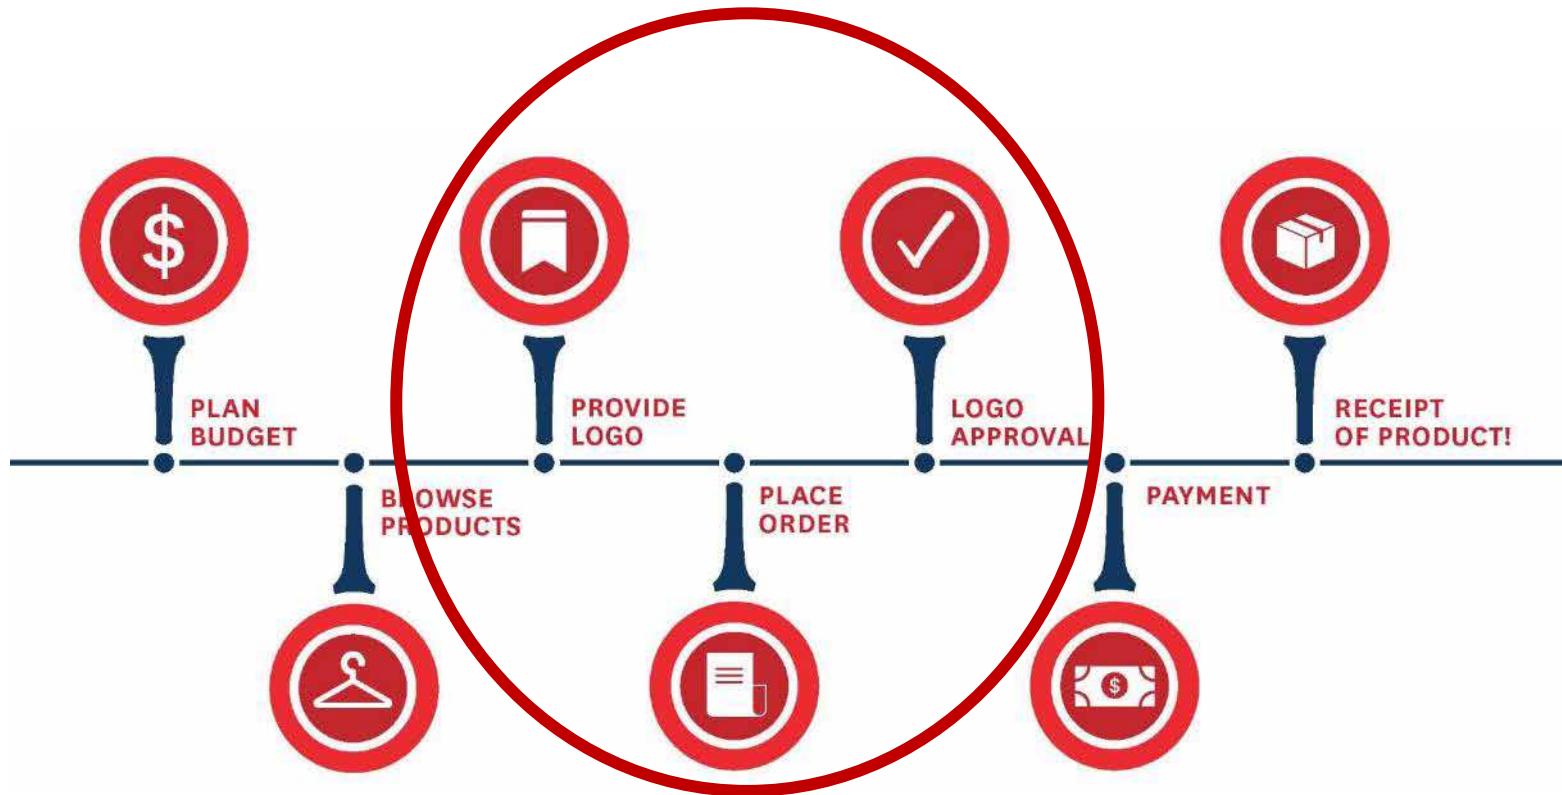 $
PLAN
BUDGET
BROWSE
PRODUCTS
PROVIDE
LOGO
PLACE
ORDER
LOGO
APPROVAL
$
PAYMENT
RECEIPT
OF PRODUCT!